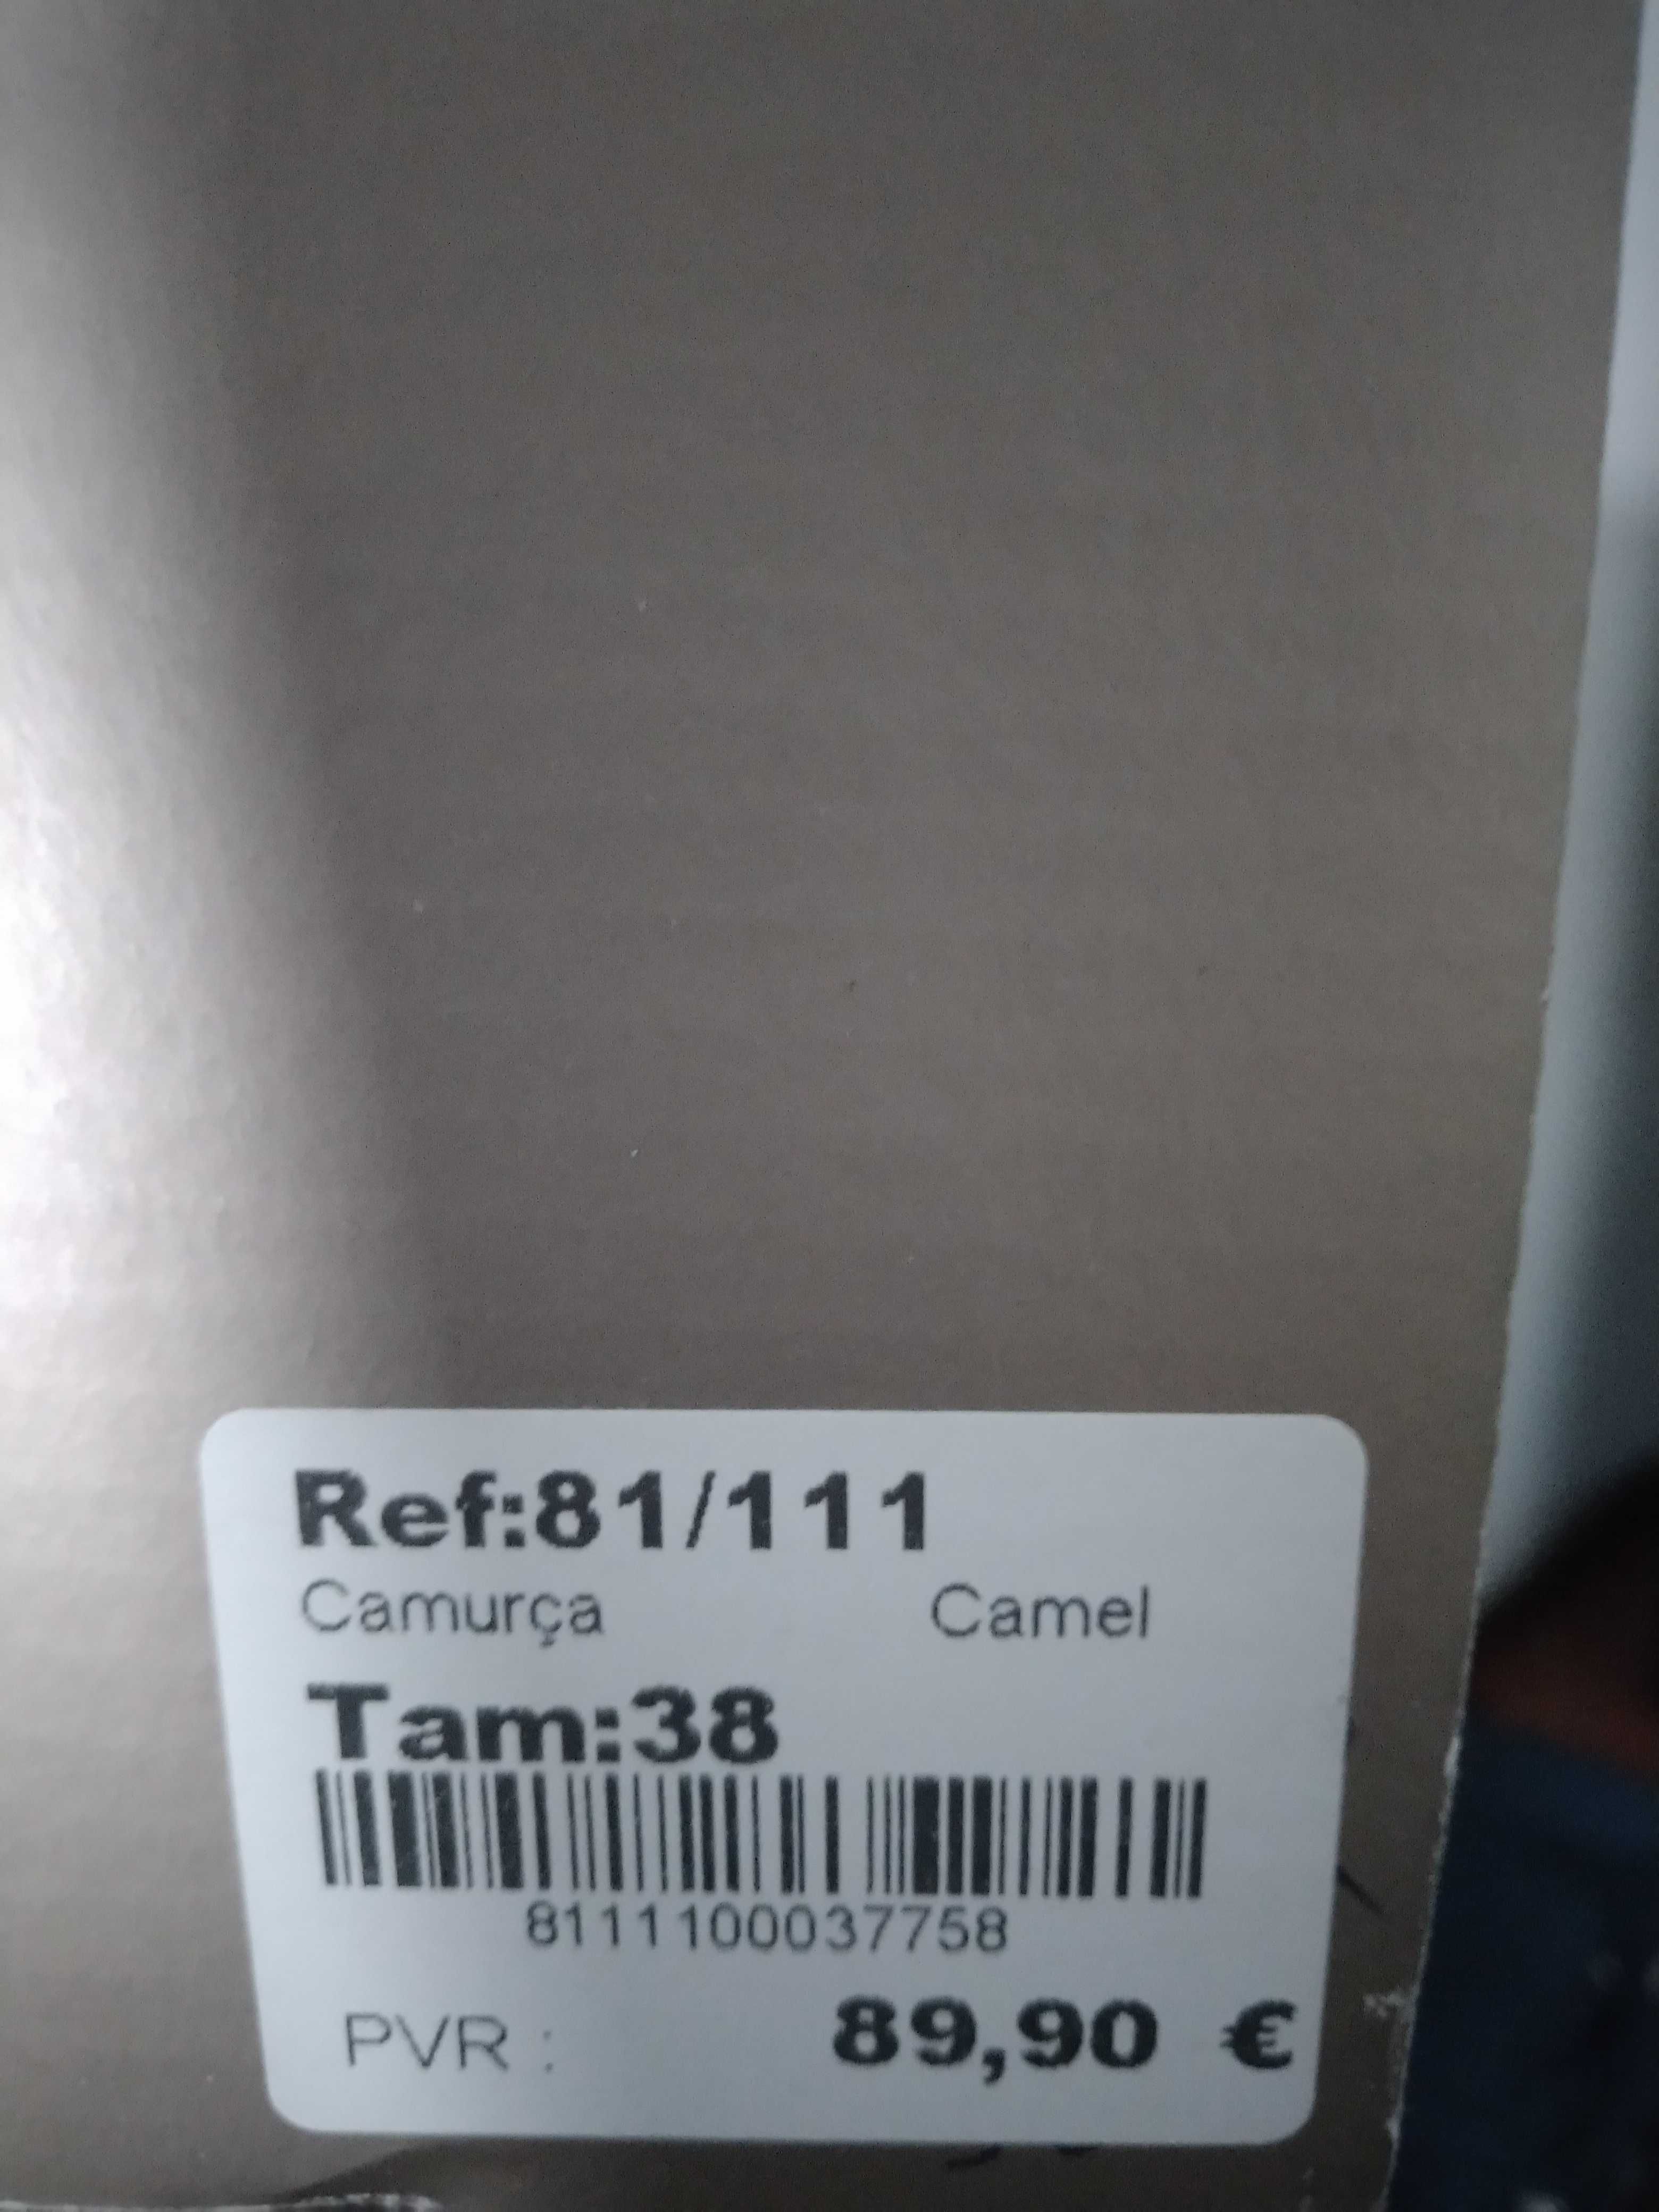 Ref:81/111
Camurça Camel
Tam:38
8111100037758
PVR : 89,90 €